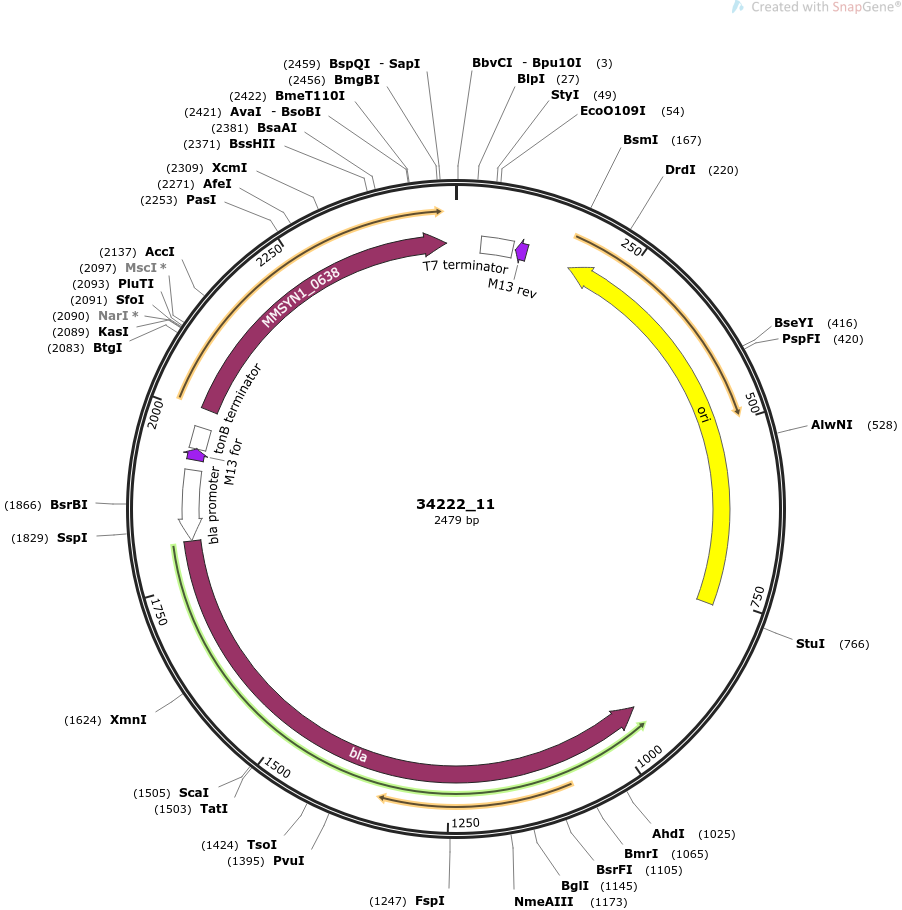 Created with SnapGene®
(2459) BspQI - SapI
(2456) BmgBI
(2422) BmeT110I
(2421) AvaI - BsoBI
(2381) BsaAI
(2371) BssHII
(2309) XcmI
(2271) AfeI
(2253) PasI
(2137) AccI
(2097) MscI *
(2093) PluTI
(2091) SfoI
(2090) NarI *
(2089) KasI
(2083) BtgI
(1866) BsrBI
(1829) SspI
(1624) XmnI
(1505) ScaI
(1503) TatI
(1424) TsoI
(1395) PvuI
(1247) FspI
BbvCI - Bpu10I (3)
BlpI (27)
StyI (49)
EcoO109I (54)
BsmI (167)
DrdI (220)
BseYI (416)
PspFI (420)
AlwNI (528)
StuI (766)
AhdI (1025)
BmrI (1065)
BsrFI (1105)
BglI (1145)
NmeAIII (1173)
250
500
750
1000
1250
1500
1750
2000
2250
T7 terminator
M13 rev
ori
bla
bla promoter
M13 for
tonB terminator
MMSYN1_0638
34222_11
2479 bp